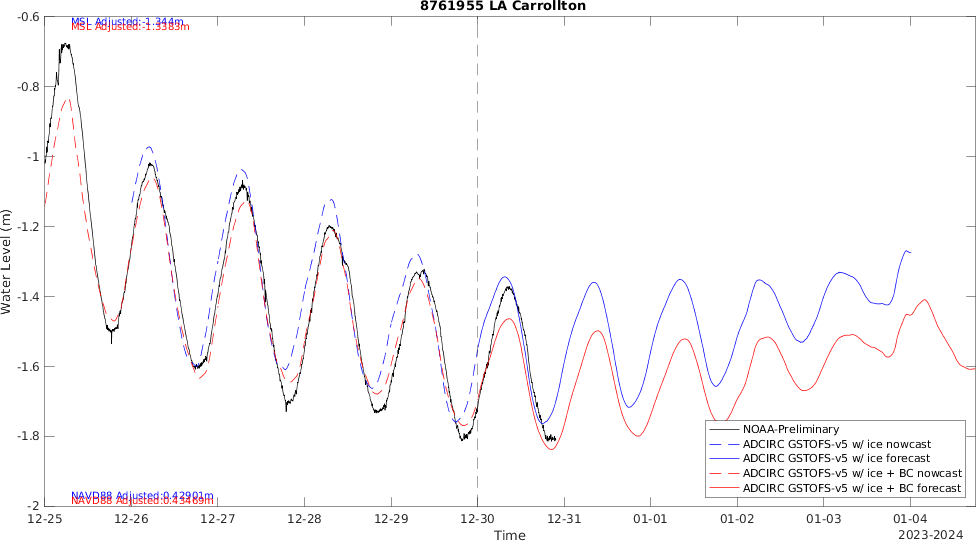 8761955 LA Carrollton
MSL Adjusted:-1.344m
MSL Adjusted:-1.3383m
-0.6
-0.8
-1
-1.2
-1.4
-1.6
-1.8
-2
Water Level (m)
NOAA-Preliminary
ADCIRC GSTOFS-v5 w/ ice nowcast
ADCIRC GSTOFS-v5 w/ ice forecast
ADCIRC GSTOFS-v5 w/ ice + BC nowcast
ADCIRC GSTOFS-v5 w/ ice + BC forecast
NAVD88 Adjusted:0.42901m
NAVD88 Adjusted:0.43469m
12-25 12-26 12-27 12-28 12-29 12-30 12-31 01-01 01-02 01-03 01-04
Time
2023-2024